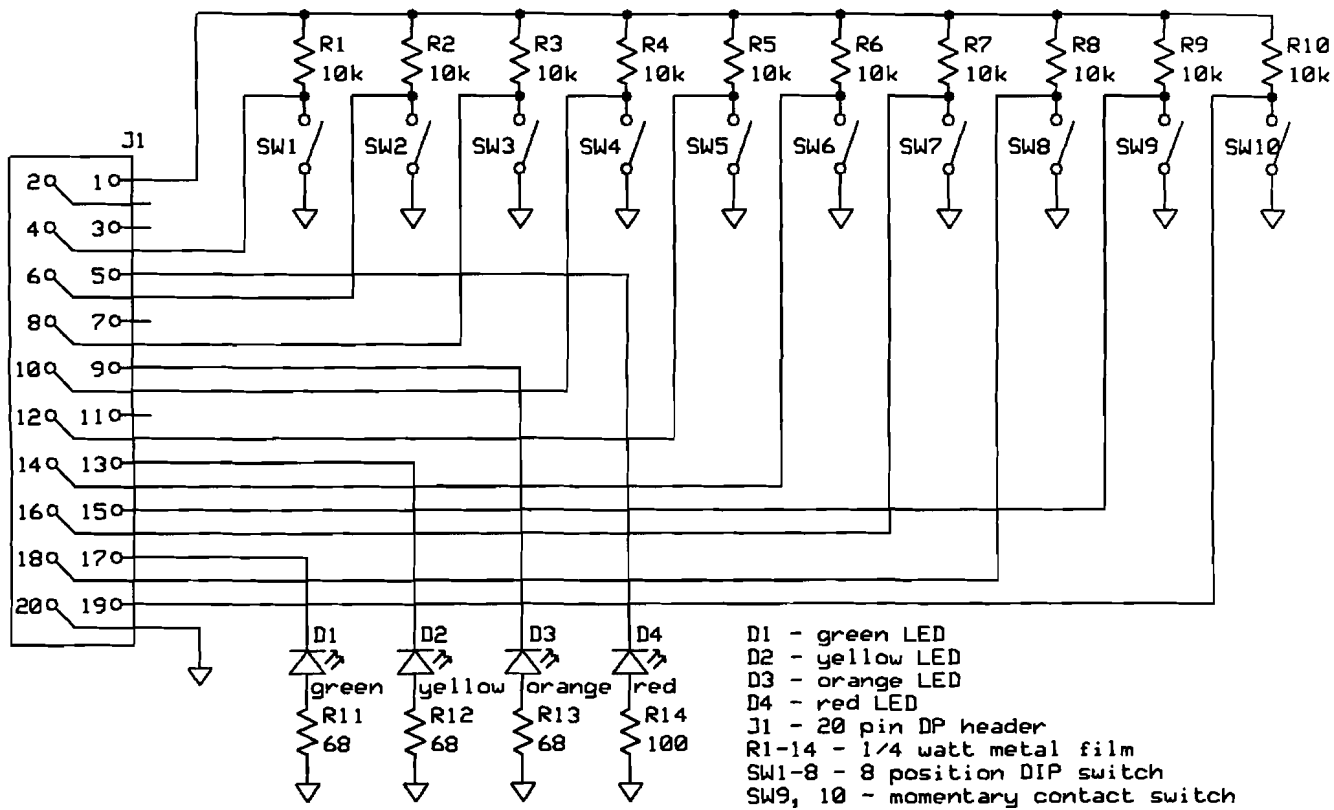 R1 R2 R3 R4 R5 R6 R7 R8 R9 R10
10k 10k 10k 10k 10k 10k 10k 10k 10k 10k
J1 SW1 SW2 SW3 SW4 SW5 SW6 SW7 SW8 SW9 SW10
2 1
4 3
6 5
8 7
10 9
12 11
14 13
16 15
18 17
20 19
D1 D2 D3 D4
green yellow orange red
R11 R12 R13 R14
68 68 68 100
D1 - green LED
D2 - yellow LED
D3 - orange LED
D4 - red LED
J1 - 20 pin DP header
R1-14 - 1/4 watt metal film
SW1-8 - 8 position DIP switch
SW9, 10 - momentary contact switch